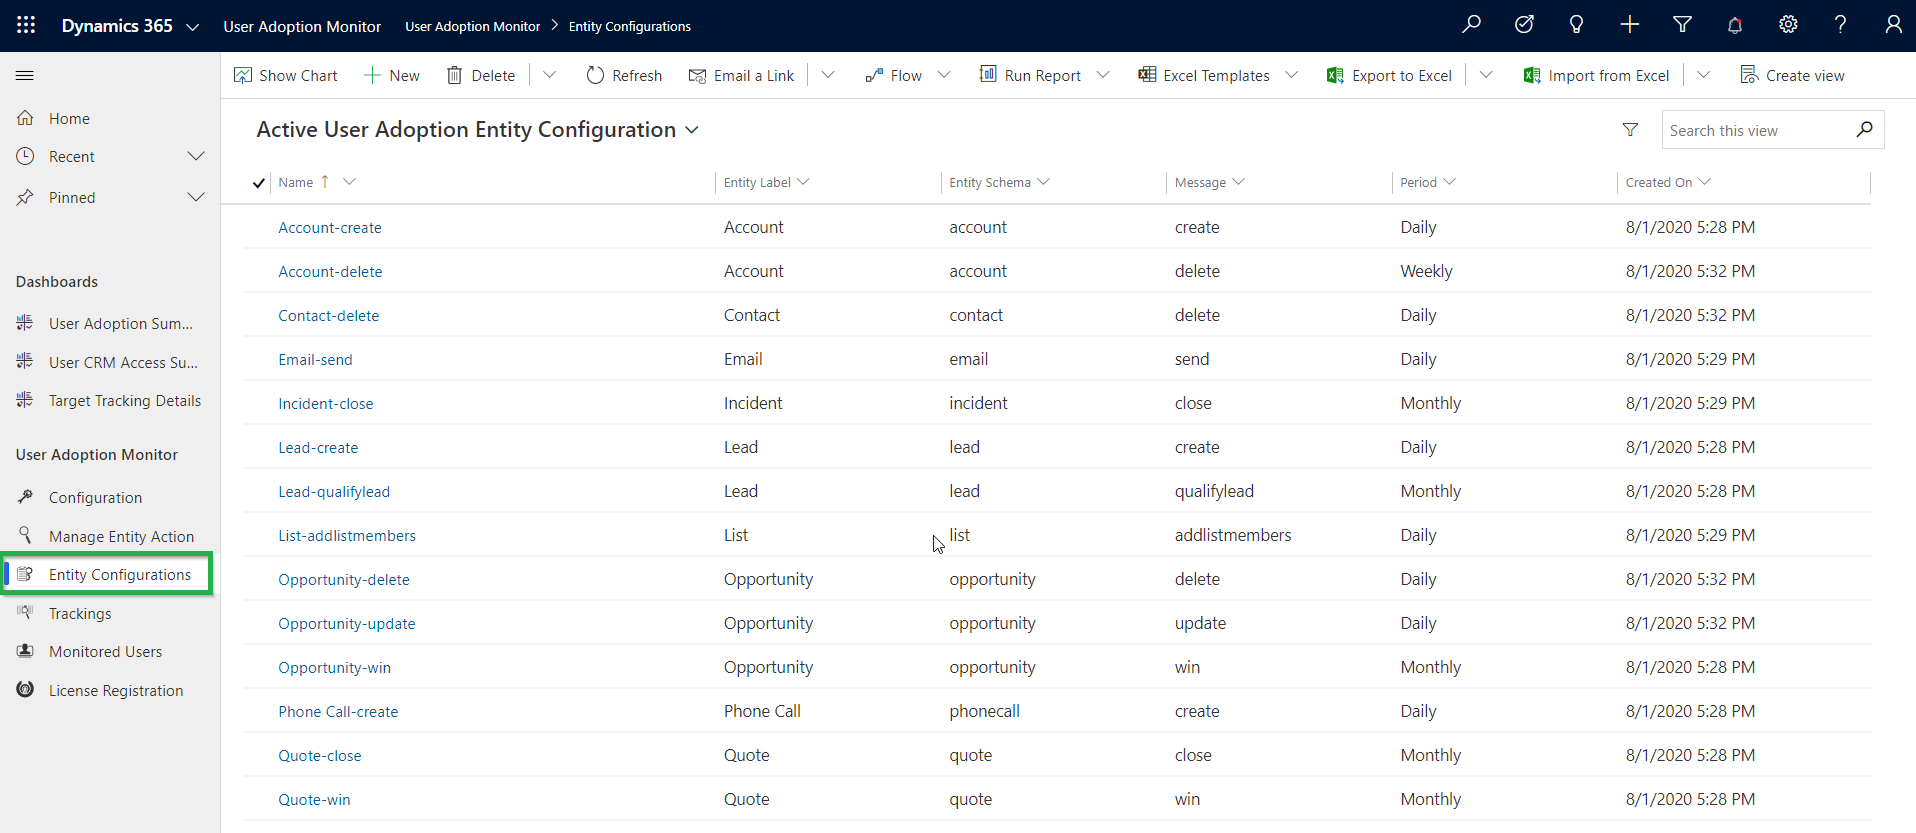 Dynamics 365 User Adoption Monitor User Adoption Monitor > Entity Configurations
Show Chart New Delete Refresh Email a Link Flow Run Report Excel Templates Export to Excel Import from Excel Create view
Home
Recent
Pinned
Dashboards
User Adoption Sum...
User CRM Access Su...
Target Tracking Details
User Adoption Monitor
Configuration
Manage Entity Action
Entity Configurations
Trackings
Monitored Users
License Registration
Active User Adoption Entity Configuration
Search this view
Name ↑ Entity Label Entity Schema Message Period Created On
Account-create Account account create Daily 8/1/2020 5:28 PM
Account-delete Account account delete Weekly 8/1/2020 5:32 PM
Contact-delete Contact contact delete Daily 8/1/2020 5:32 PM
Email-send Email email send Daily 8/1/2020 5:29 PM
Incident-close Incident incident close Monthly 8/1/2020 5:29 PM
Lead-create Lead lead create Daily 8/1/2020 5:28 PM
Lead-qualifylead Lead lead qualifylead Monthly 8/1/2020 5:28 PM
List-addlistmembers List list addlistmembers Daily 8/1/2020 5:29 PM
Opportunity-delete Opportunity opportunity delete Daily 8/1/2020 5:32 PM
Opportunity-update Opportunity opportunity update Daily 8/1/2020 5:32 PM
Opportunity-win Opportunity opportunity win Monthly 8/1/2020 5:28 PM
Phone Call-create Phone Call phonecall create Daily 8/1/2020 5:28 PM
Quote-close Quote quote close Monthly 8/1/2020 5:28 PM
Quote-win Quote quote win Monthly 8/1/2020 5:28 PM